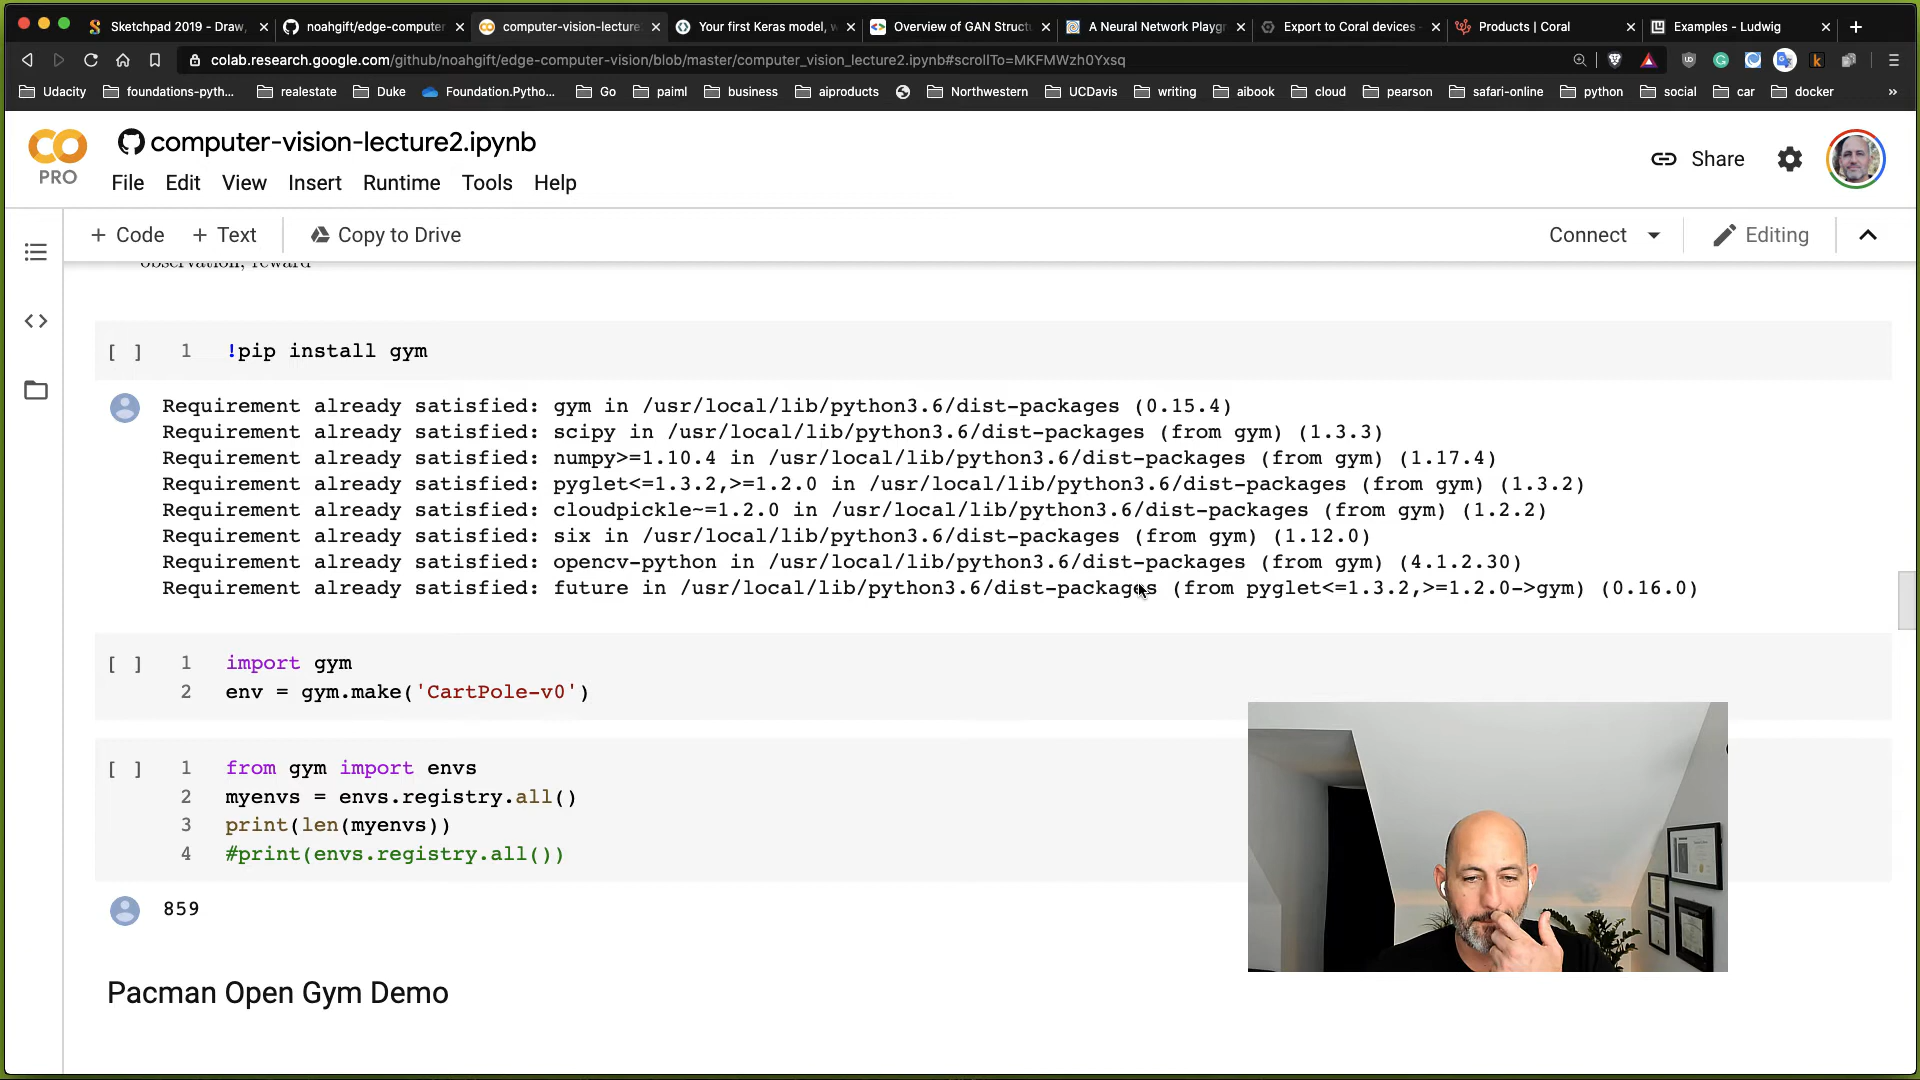 Sketchpad 2019 - Draw,
noahgift/edge-computer
computer-vision-lecture
Your first Keras model, w
Overview of GAN Structu
A Neural Network Playgr
Export to Coral devices
Products | Coral
Examples - Ludwig
colab.research.google.com/github/noahgift/edge-computer-vision/blob/master/computer_vision_lecture2.ipynb#scrollTo=MKFMWzh0Yxsq
Udacity foundations-pyth... realestate Duke Foundation.Pytho... Go paiml business aiproducts Northwestern UCDavis writing aibook cloud pearson safari-online python social car docker »
CO
PRO
computer-vision-lecture2.ipynb
Share
File Edit View Insert Runtime Tools Help
+ Code + Text Copy to Drive
Connect Editing
observation, reward
[ ] 1 !pip install gym
Requirement already satisfied: gym in /usr/local/lib/python3.6/dist-packages (0.15.4)
Requirement already satisfied: scipy in /usr/local/lib/python3.6/dist-packages (from gym) (1.3.3)
Requirement already satisfied: numpy>=1.10.4 in /usr/local/lib/python3.6/dist-packages (from gym) (1.17.4)
Requirement already satisfied: pyglet<=1.3.2,>=1.2.0 in /usr/local/lib/python3.6/dist-packages (from gym) (1.3.2)
Requirement already satisfied: cloudpickle~=1.2.0 in /usr/local/lib/python3.6/dist-packages (from gym) (1.2.2)
Requirement already satisfied: six in /usr/local/lib/python3.6/dist-packages (from gym) (1.12.0)
Requirement already satisfied: opencv-python in /usr/local/lib/python3.6/dist-packages (from gym) (4.1.2.30)
Requirement already satisfied: future in /usr/local/lib/python3.6/dist-packages (from pyglet<=1.3.2,>=1.2.0->gym) (0.16.0)
[ ] 1 import gym
2 env = gym.make('CartPole-v0')
[ ] 1 from gym import envs
2 myenvs = envs.registry.all()
3 print(len(myenvs))
4 #print(envs.registry.all())
859
Pacman Open Gym Demo